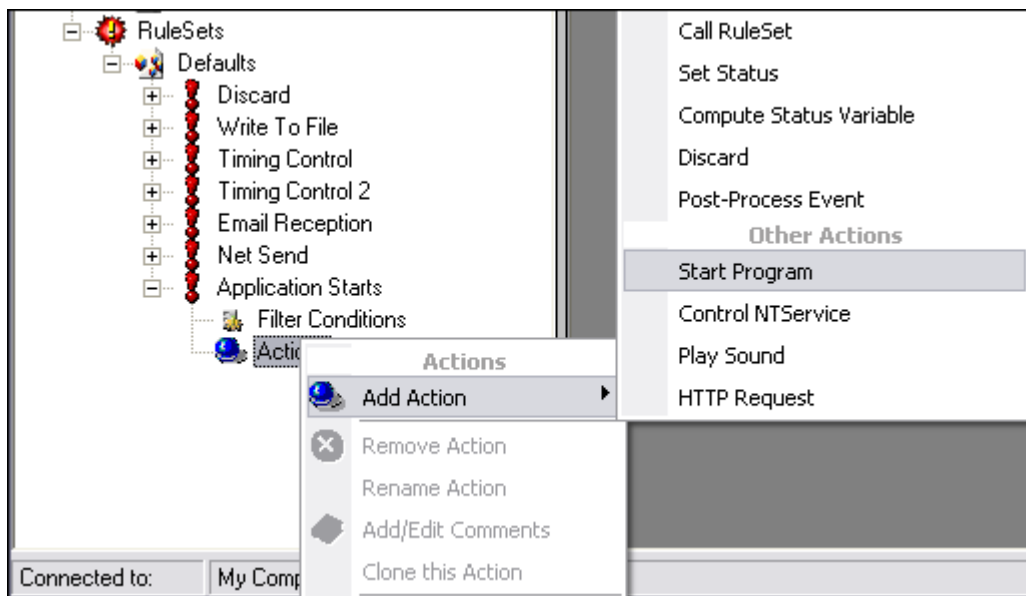 RuleSets
Defaults
Discard
Write To File
Timing Control
Timing Control 2
Email Reception
Net Send
Application Starts
Filter Conditions
Actions
Add Action
Remove Action
Rename Action
Add/Edit Comments
Clone this Action
Call RuleSet
Set Status
Compute Status Variable
Discard
Post-Process Event
Other Actions
Start Program
Control NTService
Play Sound
HTTP Request
Connected to:
My Comp